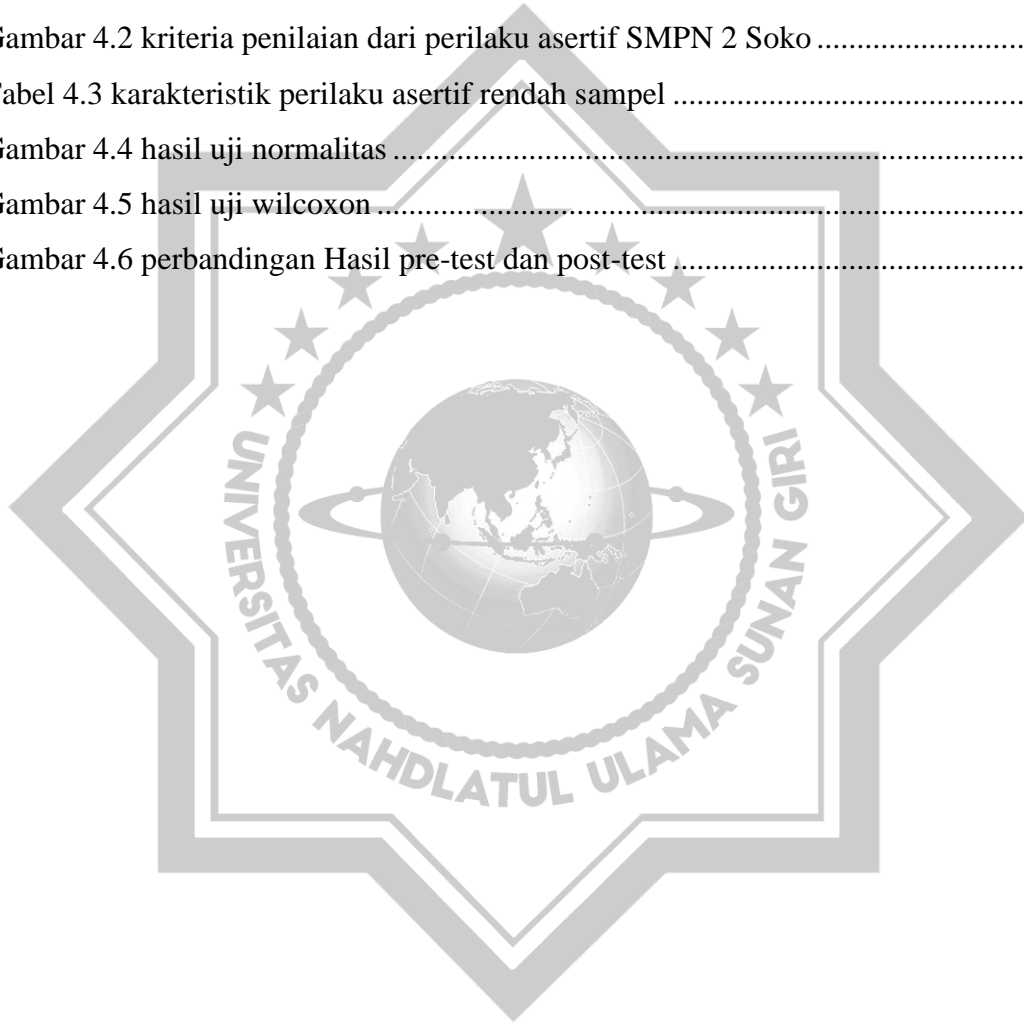 Gambar 4.2 kriteria penilaian dari perilaku asertif SMPN 2 Soko ..........................
Tabel 4.3 karakteristik perilaku asertif rendah sampel ............................................
Gambar 4.4 hasil uji normalitas ...............................................................................
Gambar 4.5 hasil uji wilcoxon .................................................................................
Gambar 4.6 perbandingan Hasil pre-test dan post-test ............................................
UNIVERSITAS NAHDLATUL ULAMA SUNAN GIRI